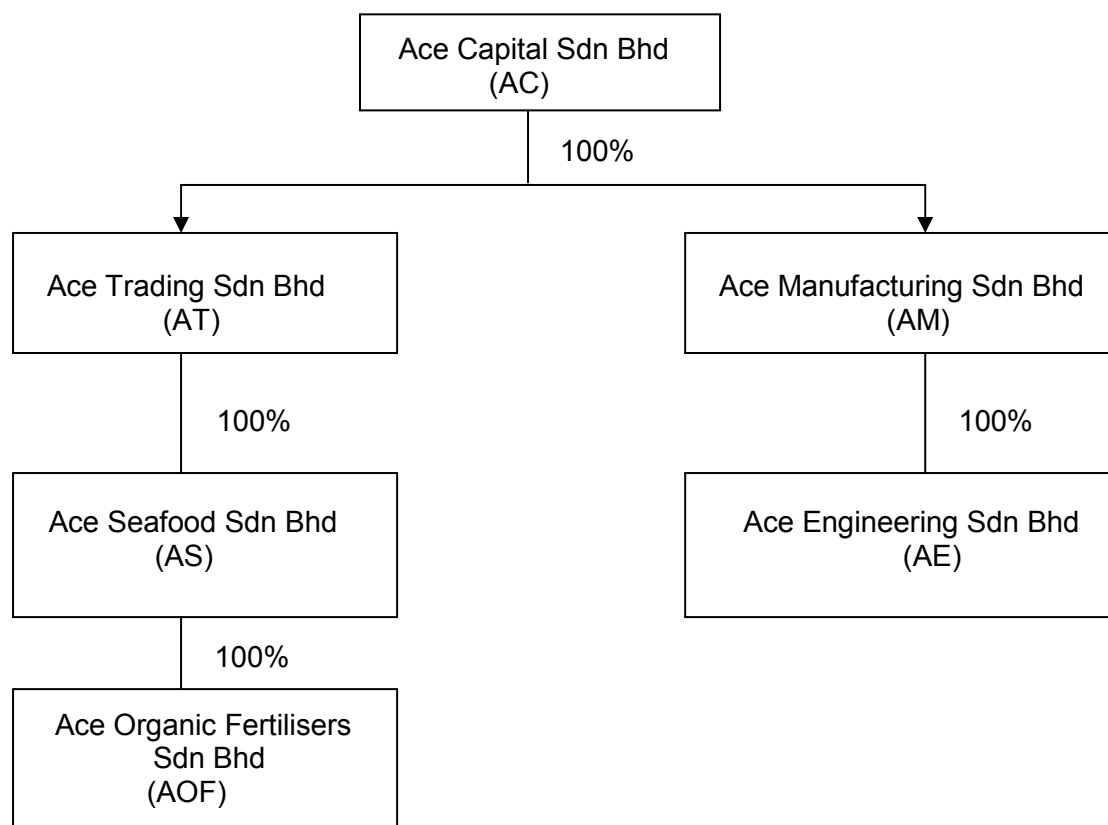 Ace Capital Sdn Bhd
(AC)
100%
Ace Trading Sdn Bhd
(AT)
Ace Manufacturing Sdn Bhd
(AM)
100%
100%
Ace Seafood Sdn Bhd
(AS)
Ace Engineering Sdn Bhd
(AE)
100%
Ace Organic Fertilisers
Sdn Bhd
(AOF)